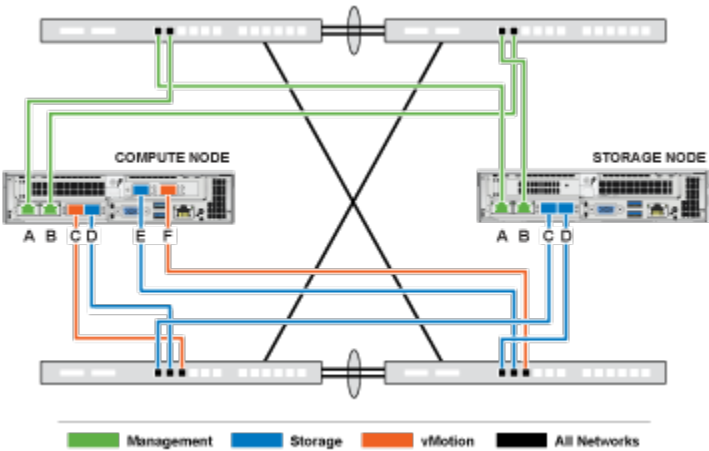 COMPUTE NODE
STORAGE NODE
A B C D E F
A B C D
Management Storage vMotion All Networks